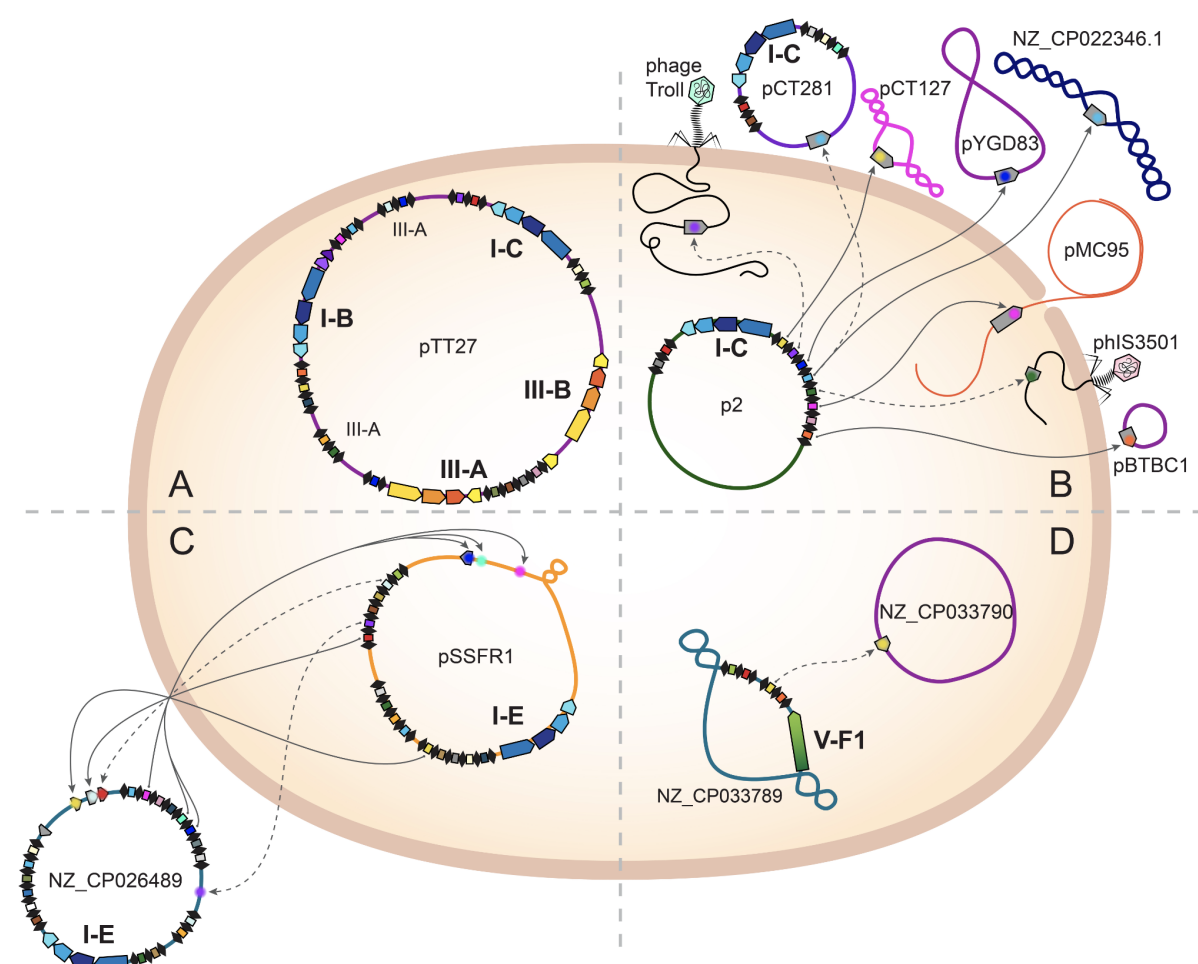 III-A
I-C
I-B
pTT27
III-B
III-A
III-A
A
phage
Troll
I-C
pCT281
pCT127
pYGD83
NZ_CP022346.1
pMC95
phIS3501
I-C
p2
pBTBC1
B
C
pSSFR1
I-E
NZ_CP026489
I-E
D
NZ_CP033790
V-F1
NZ_CP033789